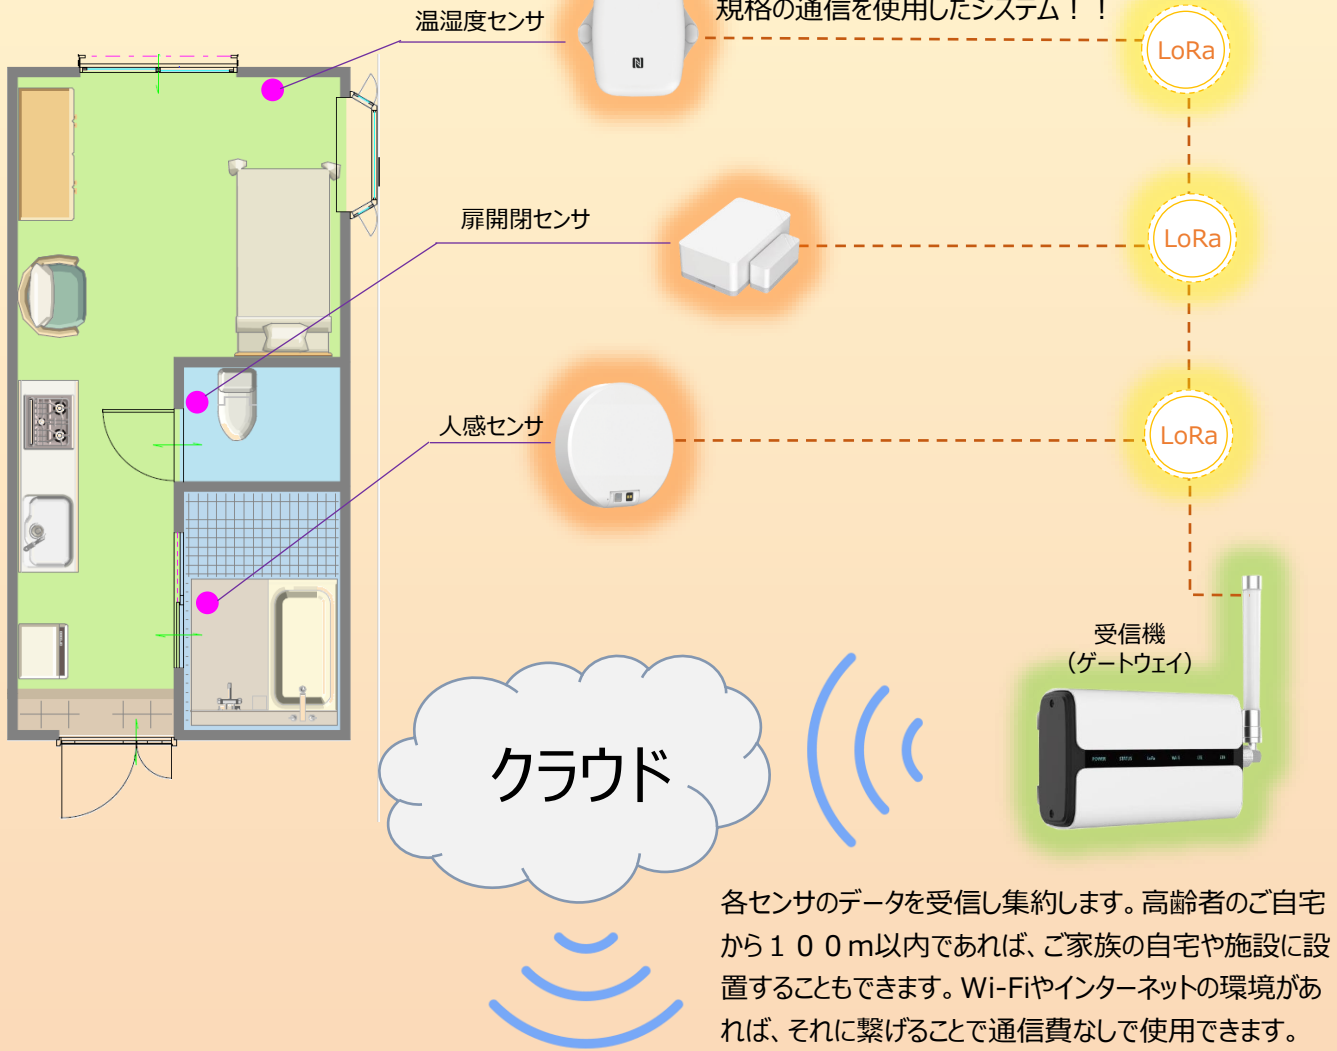 規格の通信を使用したシステム！！
温湿度センサ
LoRa
扉開閉センサ
LoRa
人感センサ
LoRa
受信機
（ゲートウェイ）
クラウド
POWER STATUS LoRa Wi-Fi
各センサのデータを受信し集約します。高齢者のご自宅
から１００ｍ以内であれば、ご家族の自宅や施設に設
置することもできます。Wi-Fiやインターネットの環境があ
れば、それに繋げることで通信費なしで使用できます。